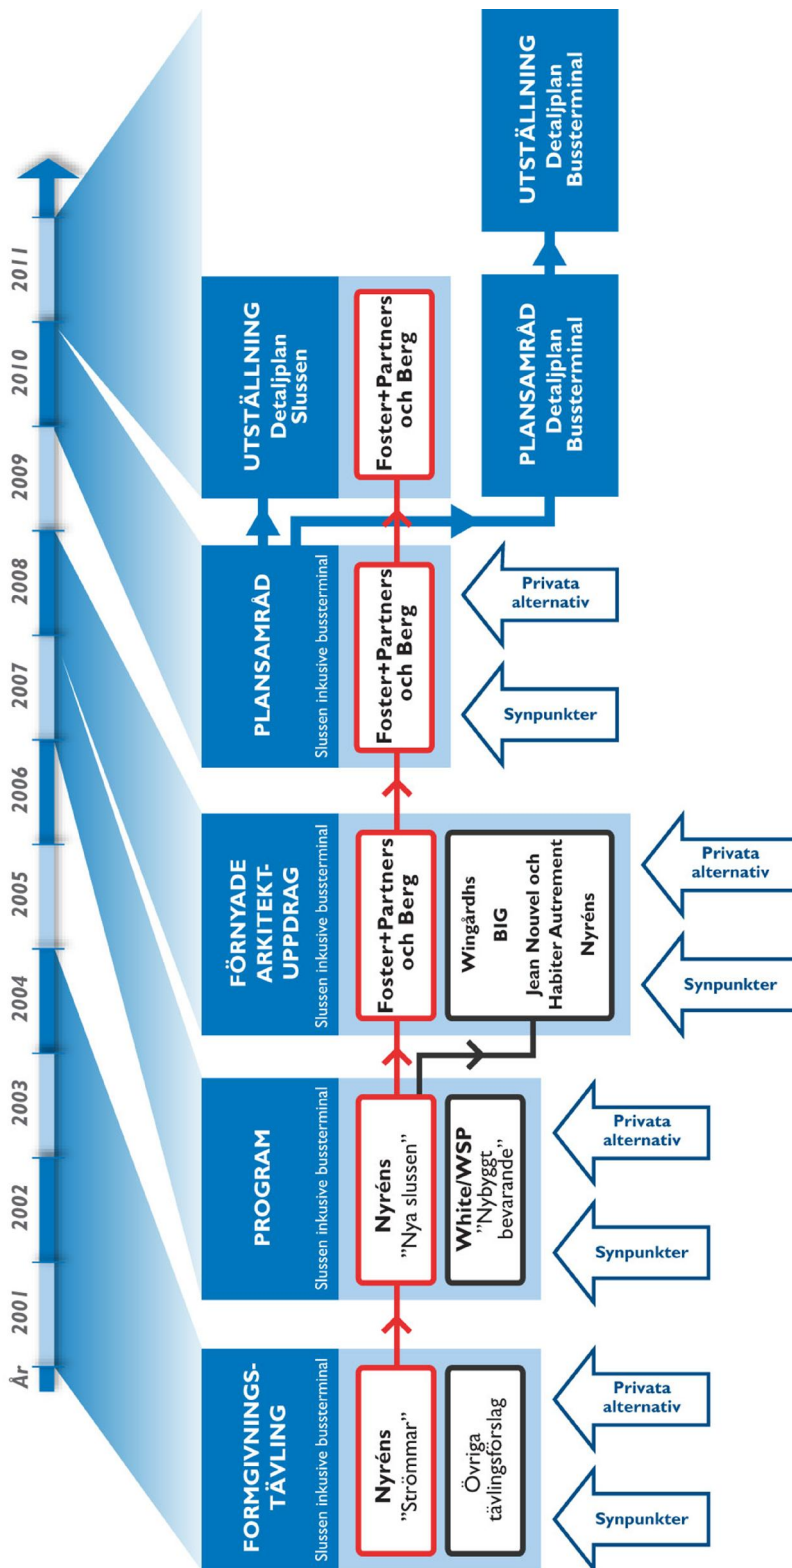 År
2001
2002
2003
2004
2005
2006
2007
2008
2009
2010
2011
FORMGIVNINGS-
TÄVLING
Slussen inkusive bussterminal
Nyréns
”Strömmar”
Övriga
tävlingsförslag
Synpunkter
Privata
alternativ
PROGRAM
Slussen inkusive bussterminal
Nyréns
”Nya slussen”
White/WSP
”Nybyggt
bevarande”
Synpunkter
Privata
alternativ
FÖRNYADE
ARKITEKT-
UPPDRAG
Slussen inkusive bussterminal
Foster+Partners
och Berg
Wingårdhs
BIG
Jean Nouvel och
Habiter Autrement
Nyréns
Synpunkter
Privata
alternativ
PLANSAMRÅD
Slussen inkusive bussterminal
Foster+Partners
och Berg
Synpunkter
Privata
alternativ
UTSTÄLLNING
Detaljplan
Slussen
Foster+Partners
och Berg
PLANSAMRÅD
Detaljplan
Bussterminal
UTSTÄLLNING
Detaljplan
Bussterminal